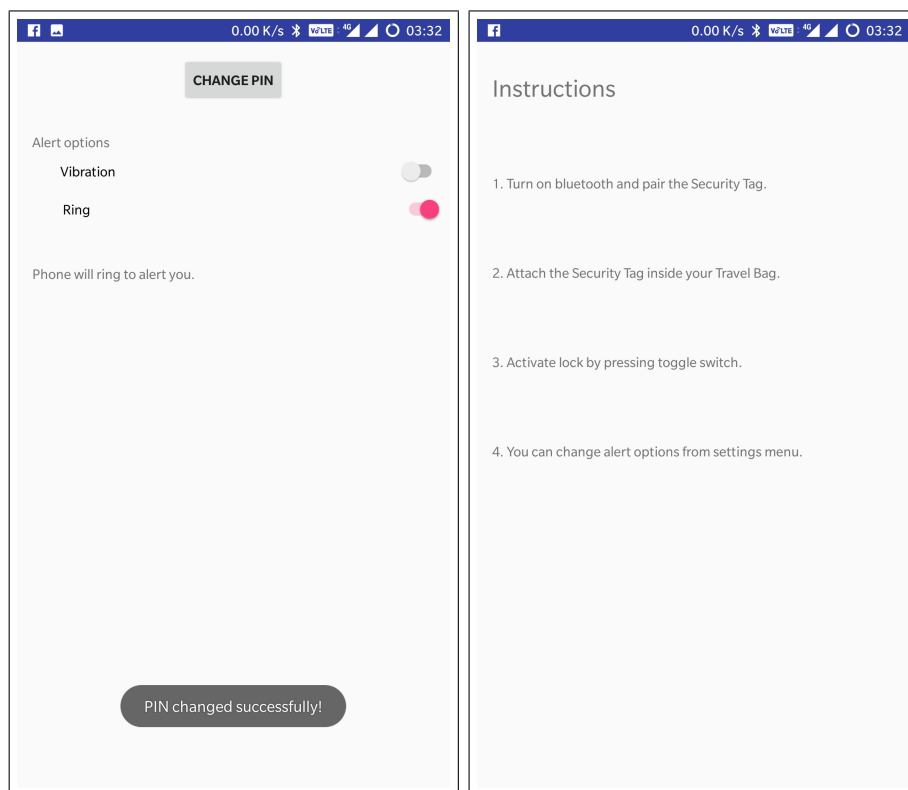 0.00 K/s VoLTE 4G 03:32
CHANGE PIN
Alert options
Vibration
Ring
Phone will ring to alert you.
PIN changed successfully!
0.00 K/s VoLTE 4G 03:32
Instructions
1. Turn on bluetooth and pair the Security Tag.
2. Attach the Security Tag inside your Travel Bag.
3. Activate lock by pressing toggle switch.
4. You can change alert options from settings menu.